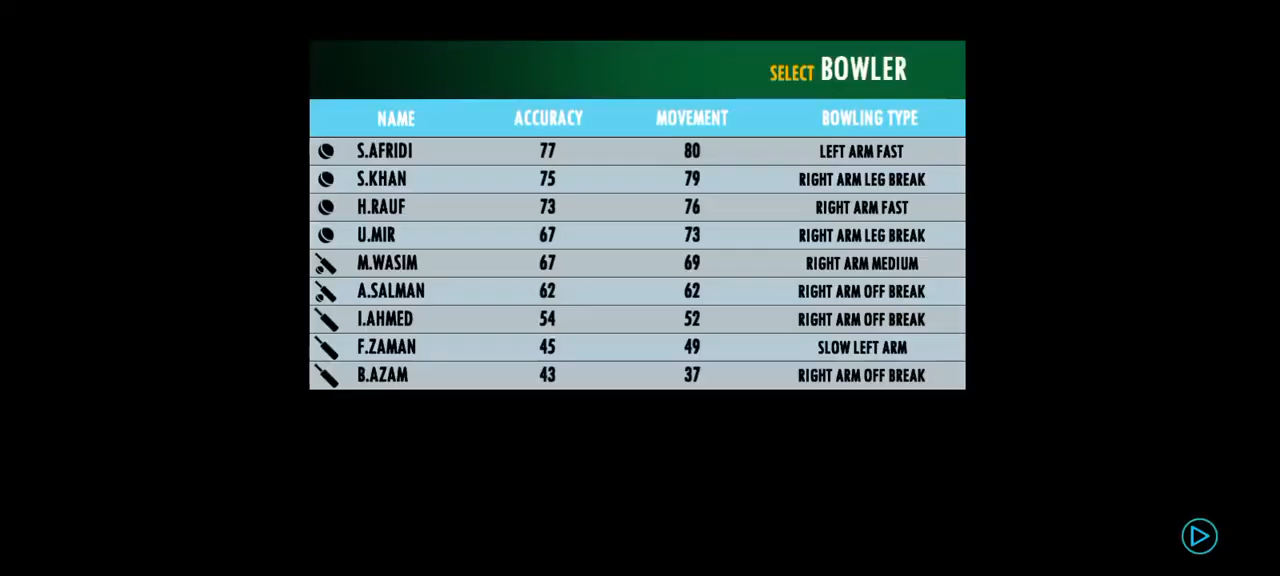 SELECT BOWLER
NAME ACCURACY MOVEMENT BOWLING TYPE
S.AFRIDI 77 80 LEFT ARM FAST
S.KHAN 75 79 RIGHT ARM LEG BREAK
H.RAUF 73 76 RIGHT ARM FAST
U.MIR 67 73 RIGHT ARM LEG BREAK
M.WASIM 67 69 RIGHT ARM MEDIUM
A.SALMAN 62 62 RIGHT ARM OFF BREAK
I.AHMED 54 52 RIGHT ARM OFF BREAK
F.ZAMAN 45 49 SLOW LEFT ARM
B.AZAM 43 37 RIGHT ARM OFF BREAK